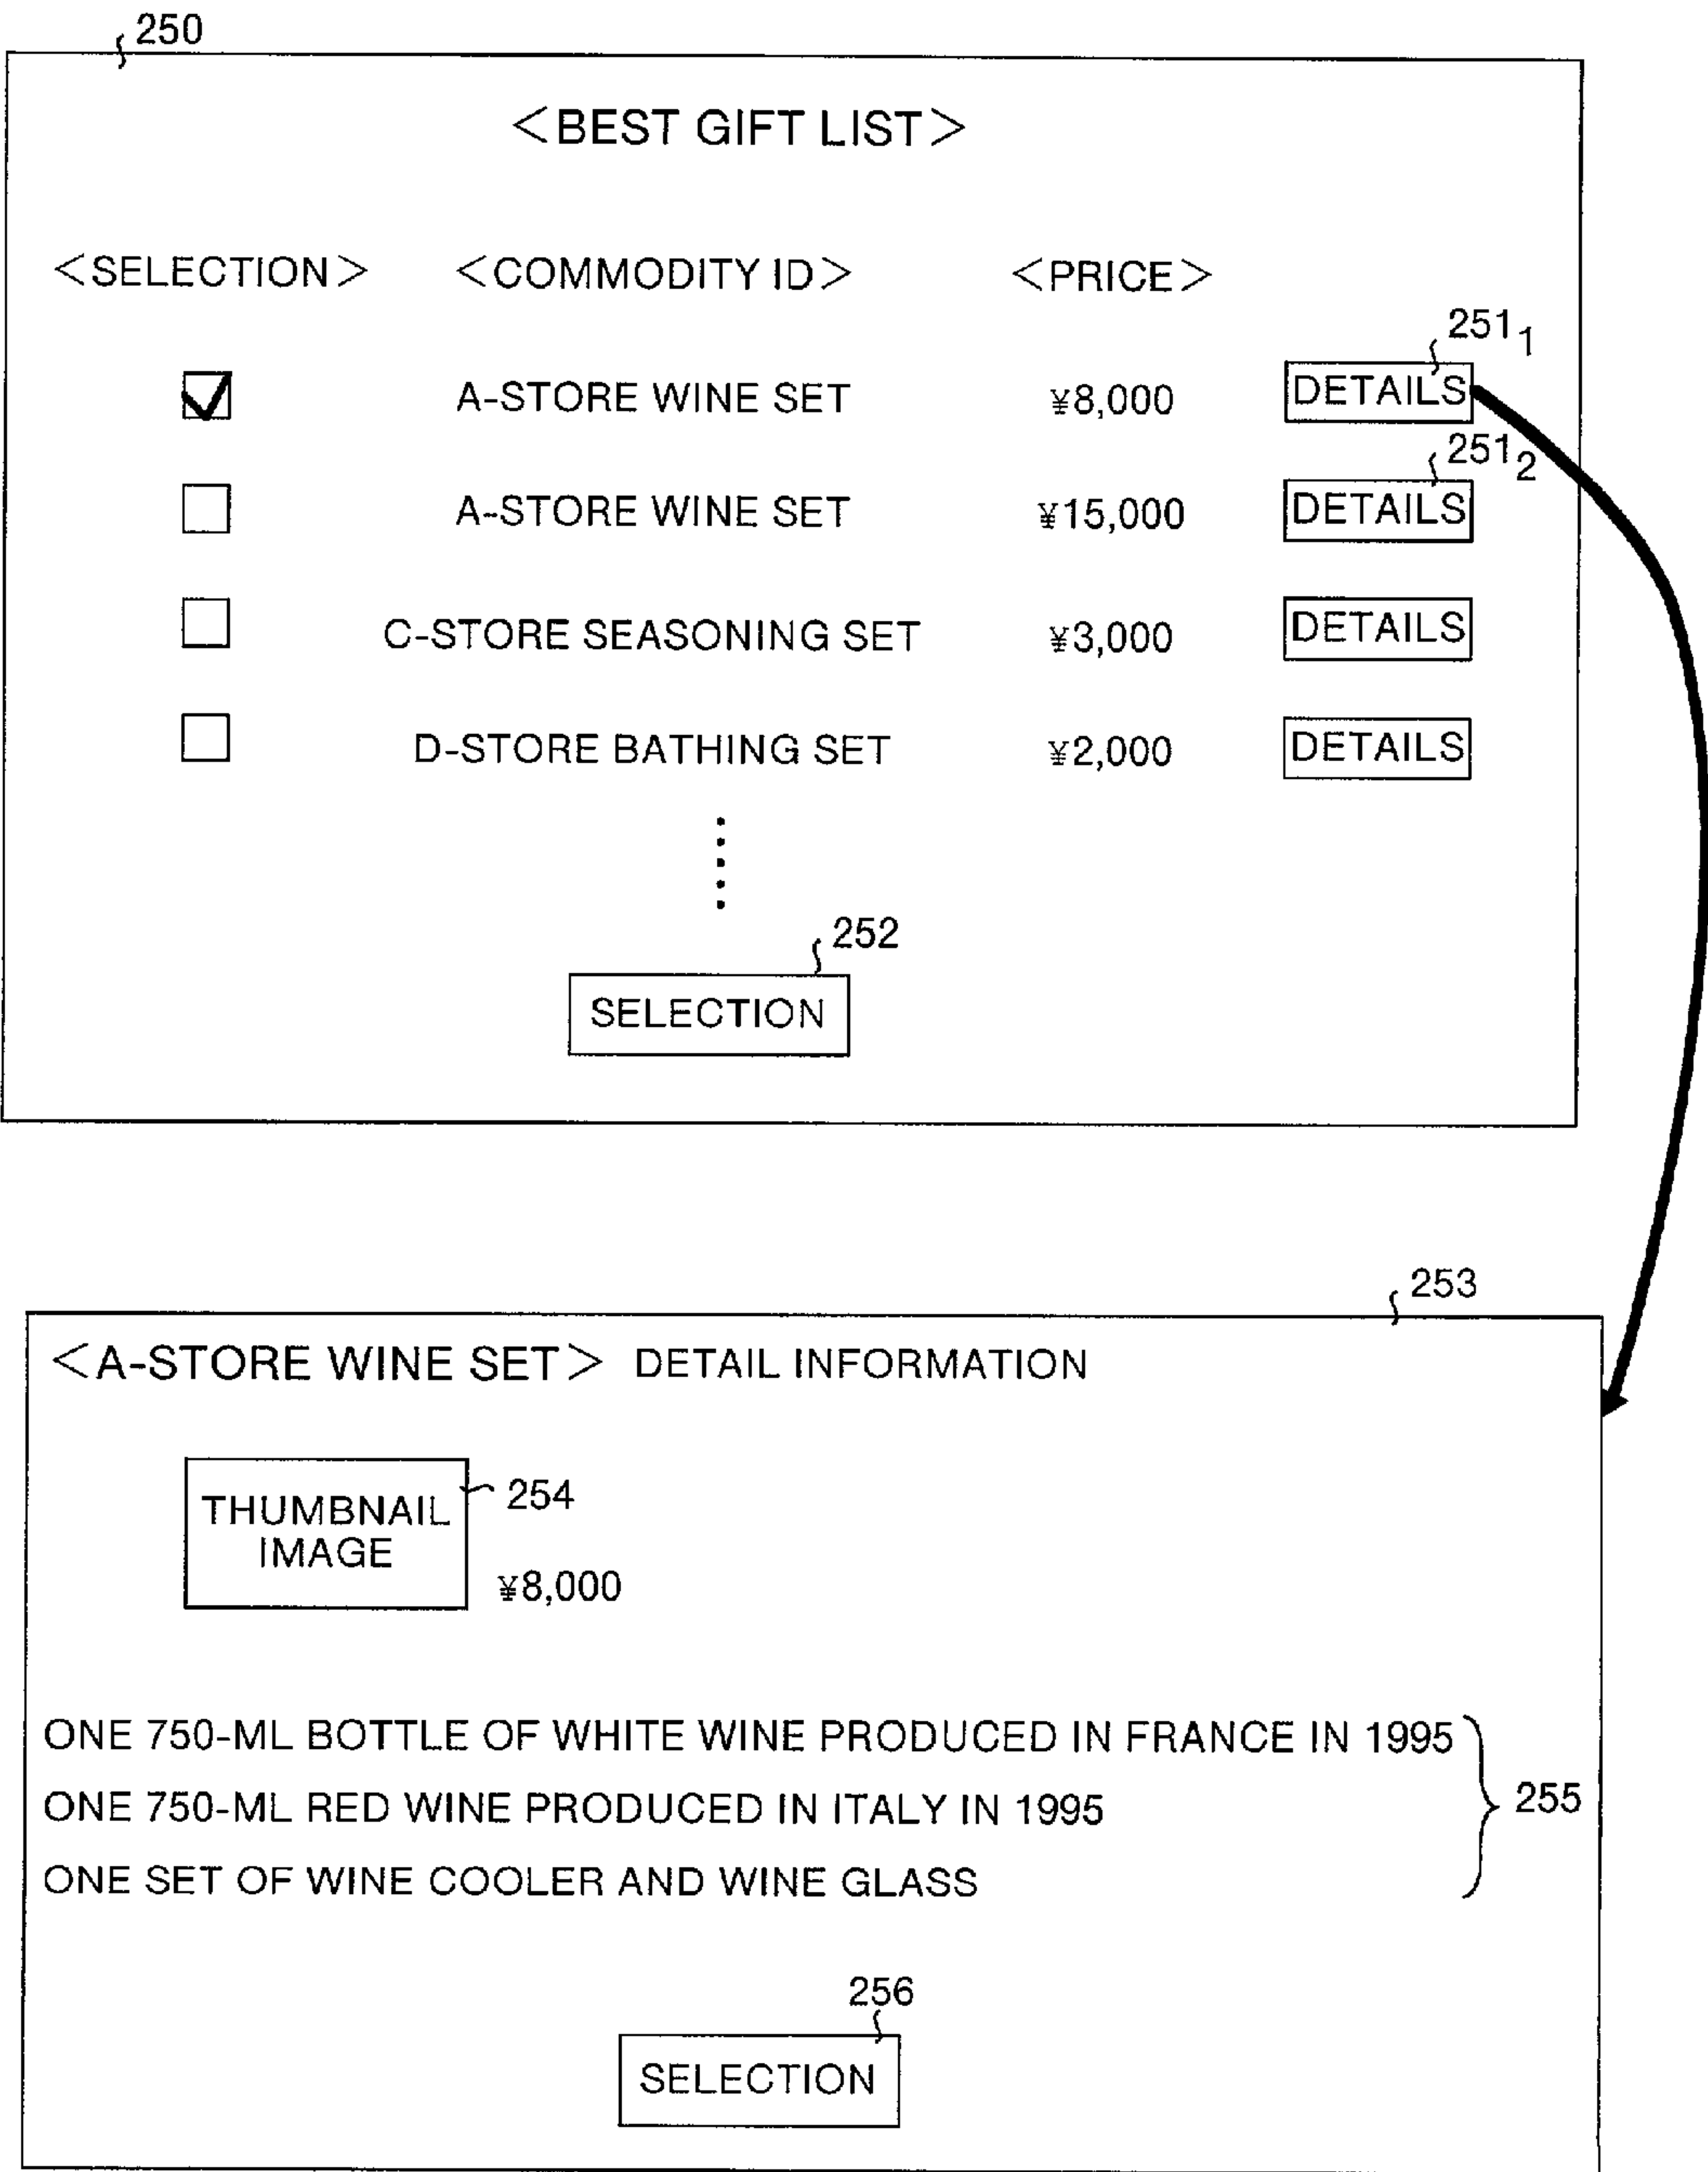 250
<BEST GIFT LIST>
<SELECTION> <COMMODITY ID> <PRICE>
251₁
A-STORE WINE SET ¥8,000 DETAILS
251₂
A-STORE WINE SET ¥15,000 DETAILS
C-STORE SEASONING SET ¥3,000 DETAILS
D-STORE BATHING SET ¥2,000 DETAILS
252
SELECTION
253
<A-STORE WINE SET> DETAIL INFORMATION
THUMBNAIL
IMAGE
254
¥8,000
ONE 750-ML BOTTLE OF WHITE WINE PRODUCED IN FRANCE IN 1995
ONE 750-ML RED WINE PRODUCED IN ITALY IN 1995
255
ONE SET OF WINE COOLER AND WINE GLASS
256
SELECTION